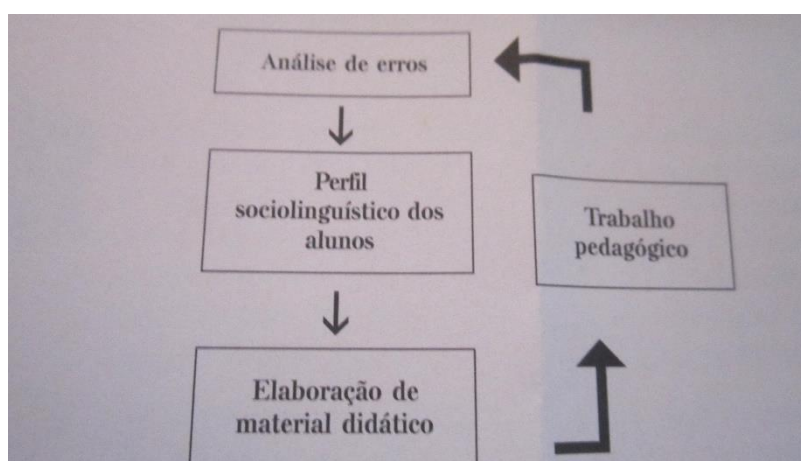 Análise de erros
Perfil
sociolinguístico dos
alunos
Trabalho
pedagógico
Elaboração de
material didático